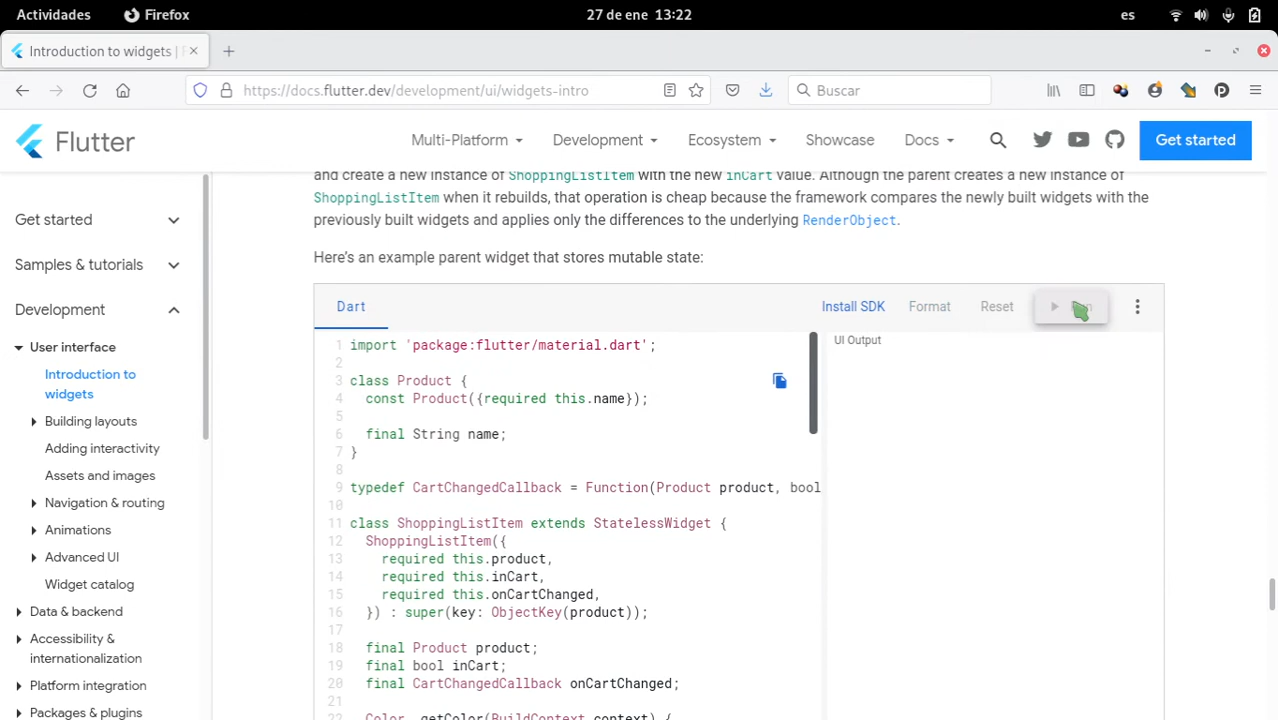 Actividades Firefox 27 de ene 13:22 es
Introduction to widgets |
https://docs.flutter.dev/development/ui/widgets-intro Buscar
Flutter Multi-Platform Development Ecosystem Showcase Docs Get started
and create a new instance of ShoppingListItem with the new inCart value. Although the parent creates a new instance of
ShoppingListItem when it rebuilds, that operation is cheap because the framework compares the newly built widgets with the
previously built widgets and applies only the differences to the underlying RenderObject.
Here's an example parent widget that stores mutable state:
Get started
Samples & tutorials
Development
User interface
Introduction to
widgets
Building layouts
Adding interactivity
Assets and images
Navigation & routing
Animations
Advanced UI
Widget catalog
Data & backend
Accessibility &
internationalization
Platform integration
Packages & plugins
Dart Install SDK Format Reset
UI Output
1 import 'package:flutter/material.dart';
2
3 class Product {
4 const Product({required this.name});
5
6 final String name;
7 }
8
9 typedef CartChangedCallback = Function(Product product, bool
10
11 class ShoppingListItem extends StatelessWidget {
12 ShoppingListItem({
13 required this.product,
14 required this.inCart,
15 required this.onCartChanged,
16 }) : super(key: ObjectKey(product));
17
18 final Product product;
19 final bool inCart;
20 final CartChangedCallback onCartChanged;
21
22 Color _getColor(BuildContext context) {